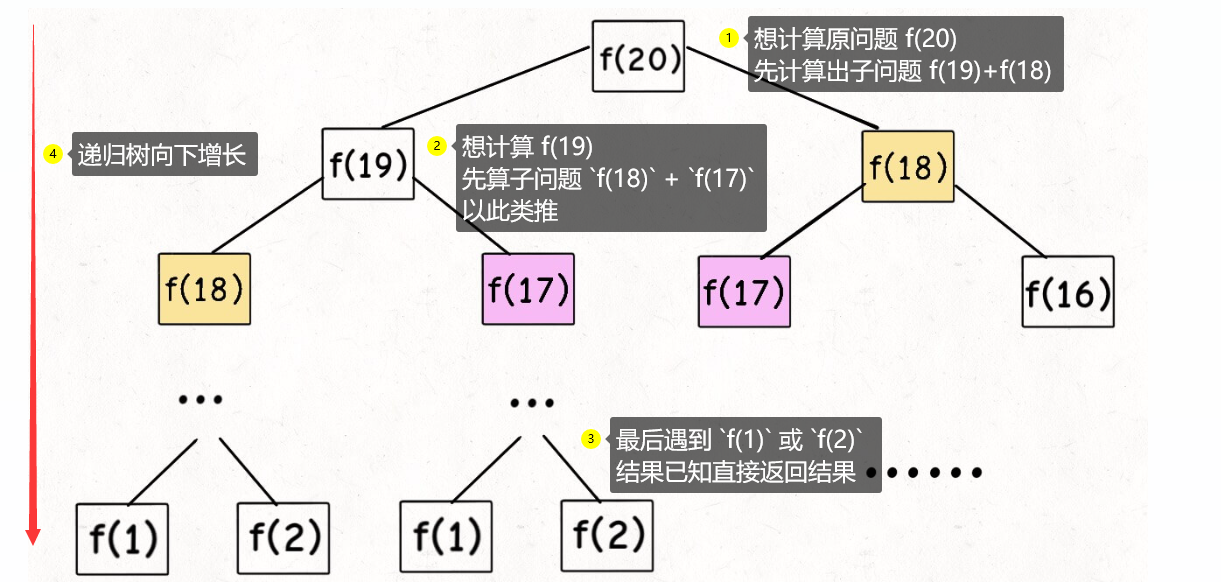 f(20)
1
想计算原问题 f(20)
先计算出子问题 f(19)+f(18)
4
递归树向下增长
f(19)
2
想计算 f(19)
先算子问题 `f(18)` + `f(17)`
以此类推
f(18)
f(18)
f(17)
f(17)
f(16)
...
...
3
最后遇到 `f(1)` 或 `f(2)`
结果已知直接返回结果
......
f(1)
f(2)
f(1)
f(2)